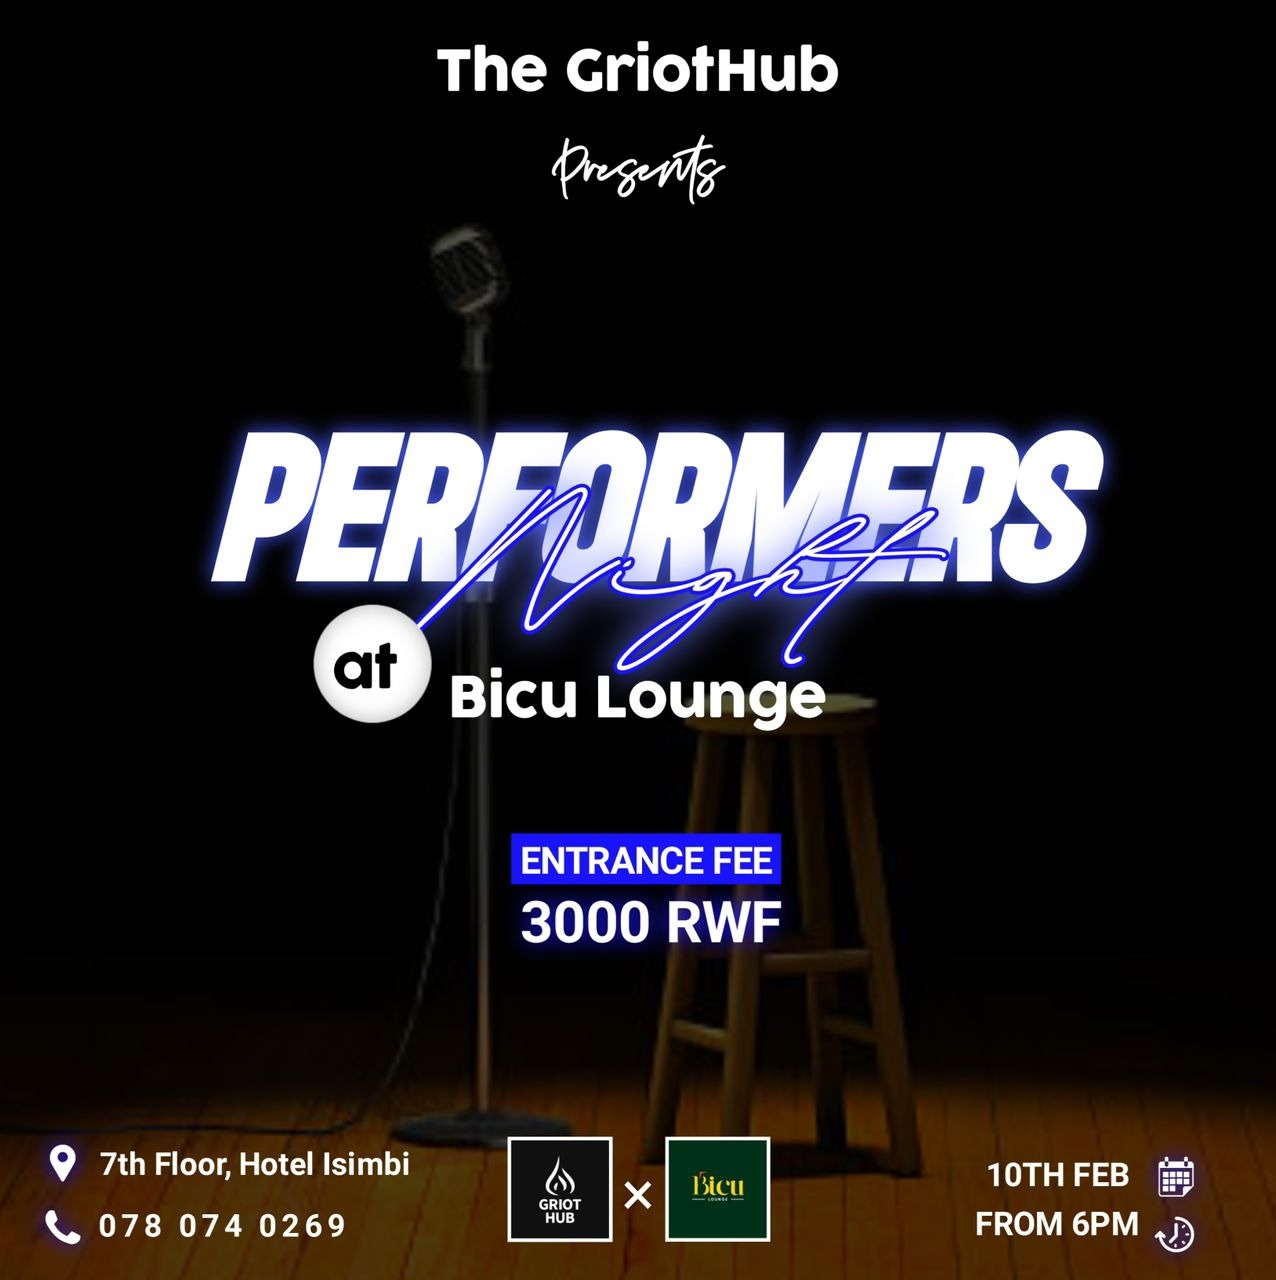 The GriotHub
Presents
PERFORMERS
Night
at
Bicu Lounge
ENTRANCE FEE
3000 RWF
7th Floor, Hotel Isimbi
078 074 0269
GRIOT
HUB
×
Bicu
LOUNGE
10TH FEB
FROM 6PM